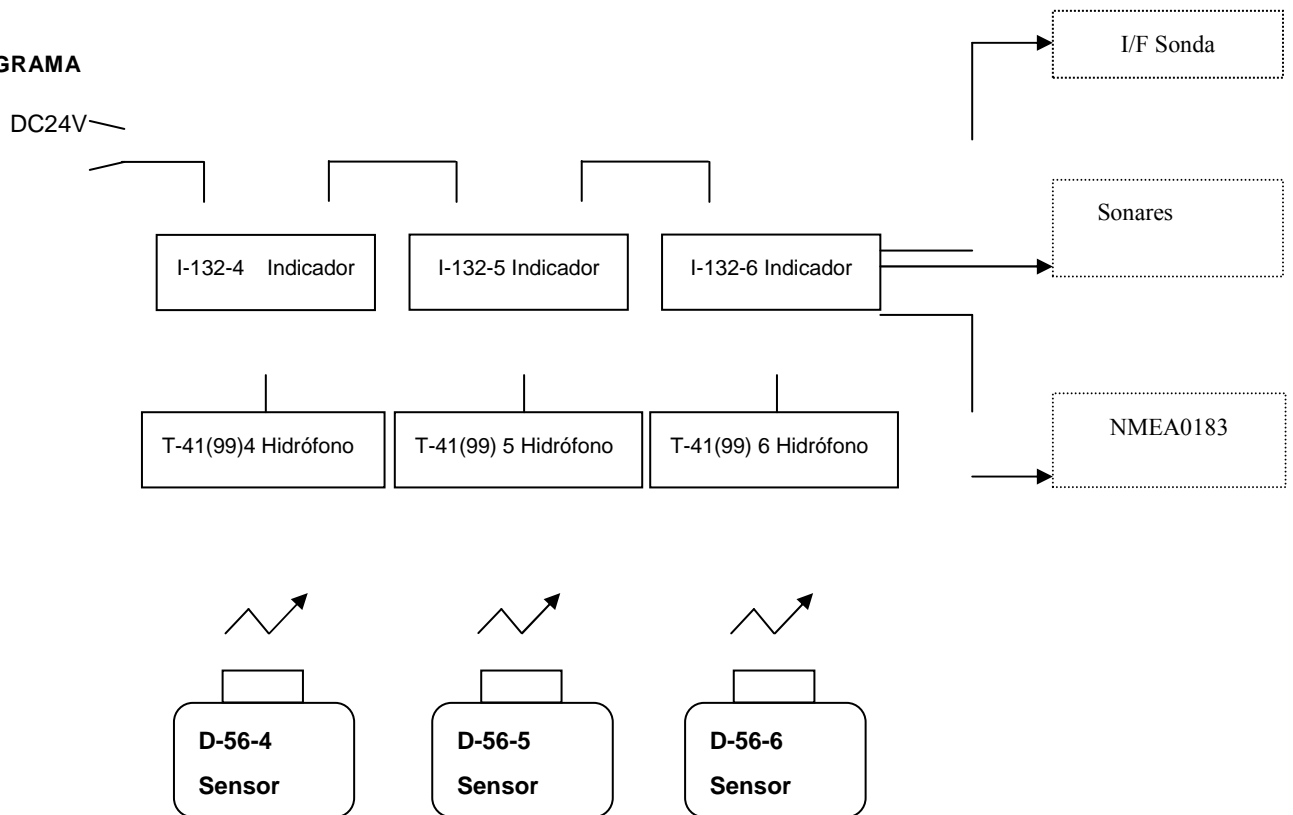 GRAMA
DC24V
I/F Sonda
Sonares
I-132-4 Indicador
I-132-5 Indicador
I-132-6 Indicador
T-41(99)4 Hidrófono
T-41(99) 5 Hidrófono
T-41(99) 6 Hidrófono
NMEA0183
D-56-4
Sensor
D-56-5
Sensor
D-56-6
Sensor